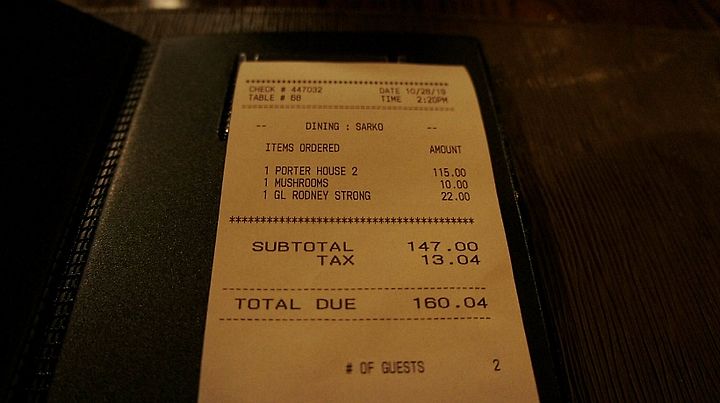 ************************************
CHECK # 447032 DATE 10/28/19
TABLE # 68 TIME 2:20PM
====================================
-- DINING : SARKO --
ITEMS ORDERED AMOUNT
1 PORTER HOUSE 2 115.00
1 MUSHROOMS 10.00
1 GL RODNEY STRONG 22.00
****************************************
SUBTOTAL 147.00
TAX 13.04
----------------------------------------
TOTAL DUE 160.04
----------------------------------------
# OF GUESTS 2